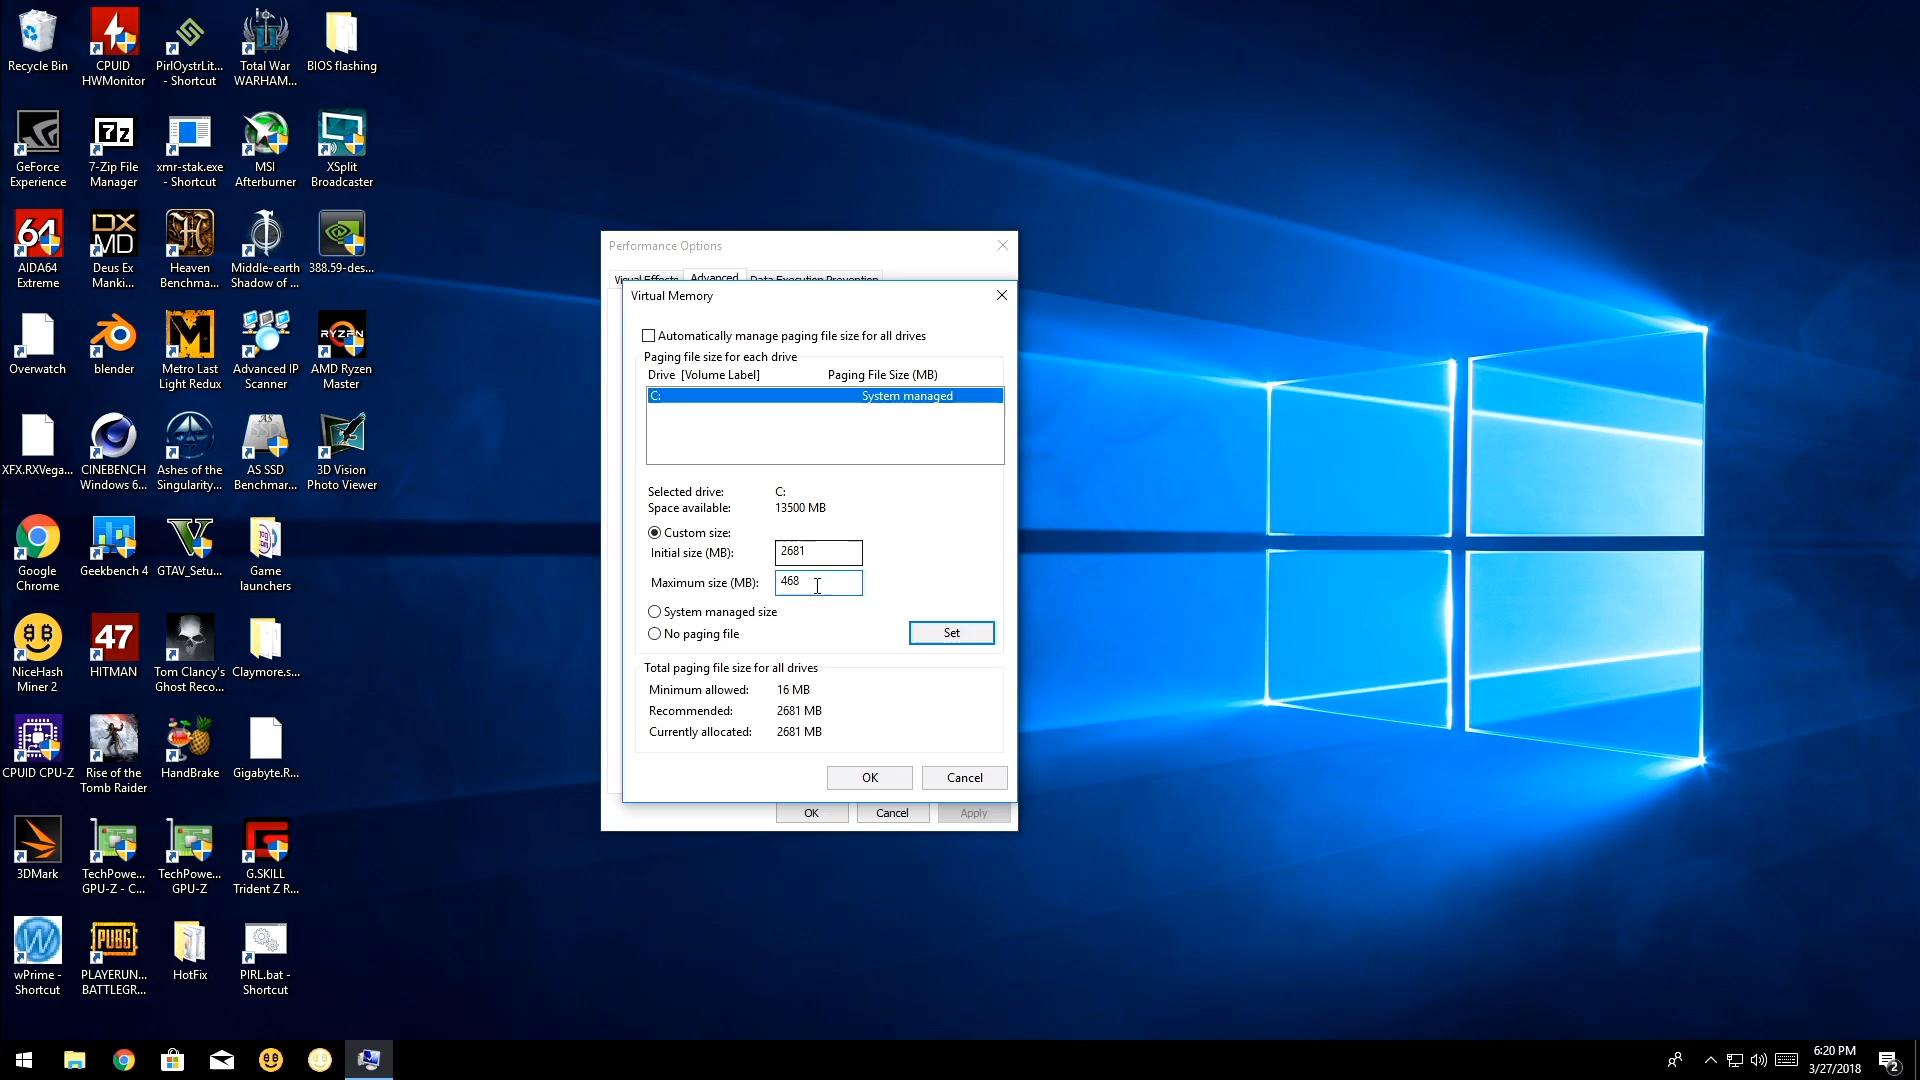 Recycle Bin
CPUID
HWMonitor
PirlOystrLit...
- Shortcut
Total War
WARHAM...
BIOS flashing
GeForce
Experience
7z
7-Zip File
Manager
xmr-stak.exe
- Shortcut
MSI
Afterburner
XSplit
Broadcaster
64
AIDA64
Extreme
DX
MD
Deus Ex
Manki...
Heaven
Benchma...
Middle-earth
Shadow of ...
388.59-des...
Overwatch
blender
Metro Last
Light Redux
Advanced IP
Scanner
RYZEN
AMD Ryzen
Master
XFX.RXVega...
CINEBENCH
Windows 6...
Ashes of the
Singularity...
AS SSD
Benchmar...
3D Vision
Photo Viewer
Google
Chrome
Geekbench 4
GTAV_Setu...
Game
launchers
NiceHash
Miner 2
47
HITMAN
Tom Clancy's
Ghost Reco...
Claymore.s...
CPUID CPU-Z
Rise of the
Tomb Raider
HandBrake
Gigabyte.R...
3DMark
TechPowe...
GPU-Z - C...
TechPowe...
GPU-Z
G.SKILL
Trident Z R...
wPrime -
Shortcut
PUBG
PLAYERUN...
BATTLEGR...
HotFix
PIRL.bat -
Shortcut
Performance Options
Visual Effects
Advanced
Data Execution Prevention
Virtual Memory
Automatically manage paging file size for all drives
Paging file size for each drive
Drive [Volume Label]
Paging File Size (MB)
C:
System managed
Selected drive:
C:
Space available:
13500 MB
Custom size:
Initial size (MB):
2681
Maximum size (MB):
468
System managed size
No paging file
Set
Total paging file size for all drives
Minimum allowed:
16 MB
Recommended:
2681 MB
Currently allocated:
2681 MB
OK
Cancel
OK
Cancel
Apply
6:20 PM
3/27/2018
2